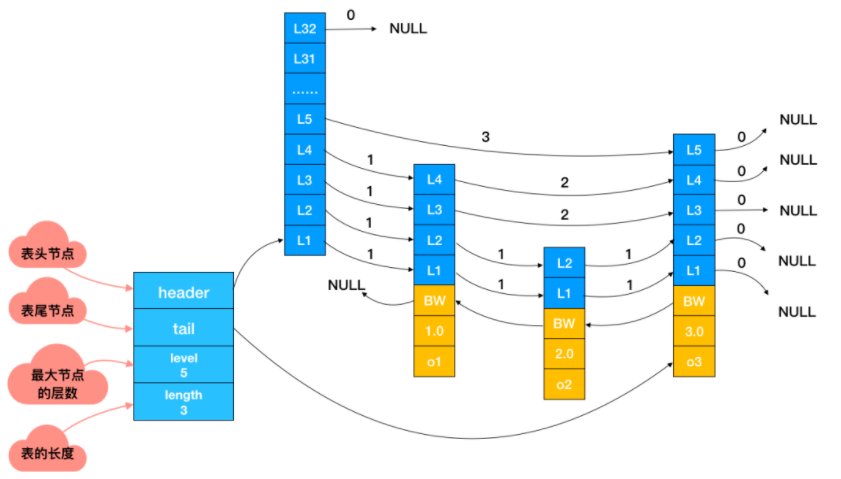 表头节点
表尾节点
最大节点
的层数
表的长度
header
tail
level
5
length
3
L32
L31
......
L5
L4
L3
L2
L1
0
NULL
3
1
1
1
1
NULL
L4
L3
L2
L1
BW
1.0
o1
2
2
1
1
L2
L1
BW
2.0
o2
1
1
L5
L4
L3
L2
L1
BW
3.0
o3
0
NULL
0
NULL
0
NULL
0
NULL
0
NULL